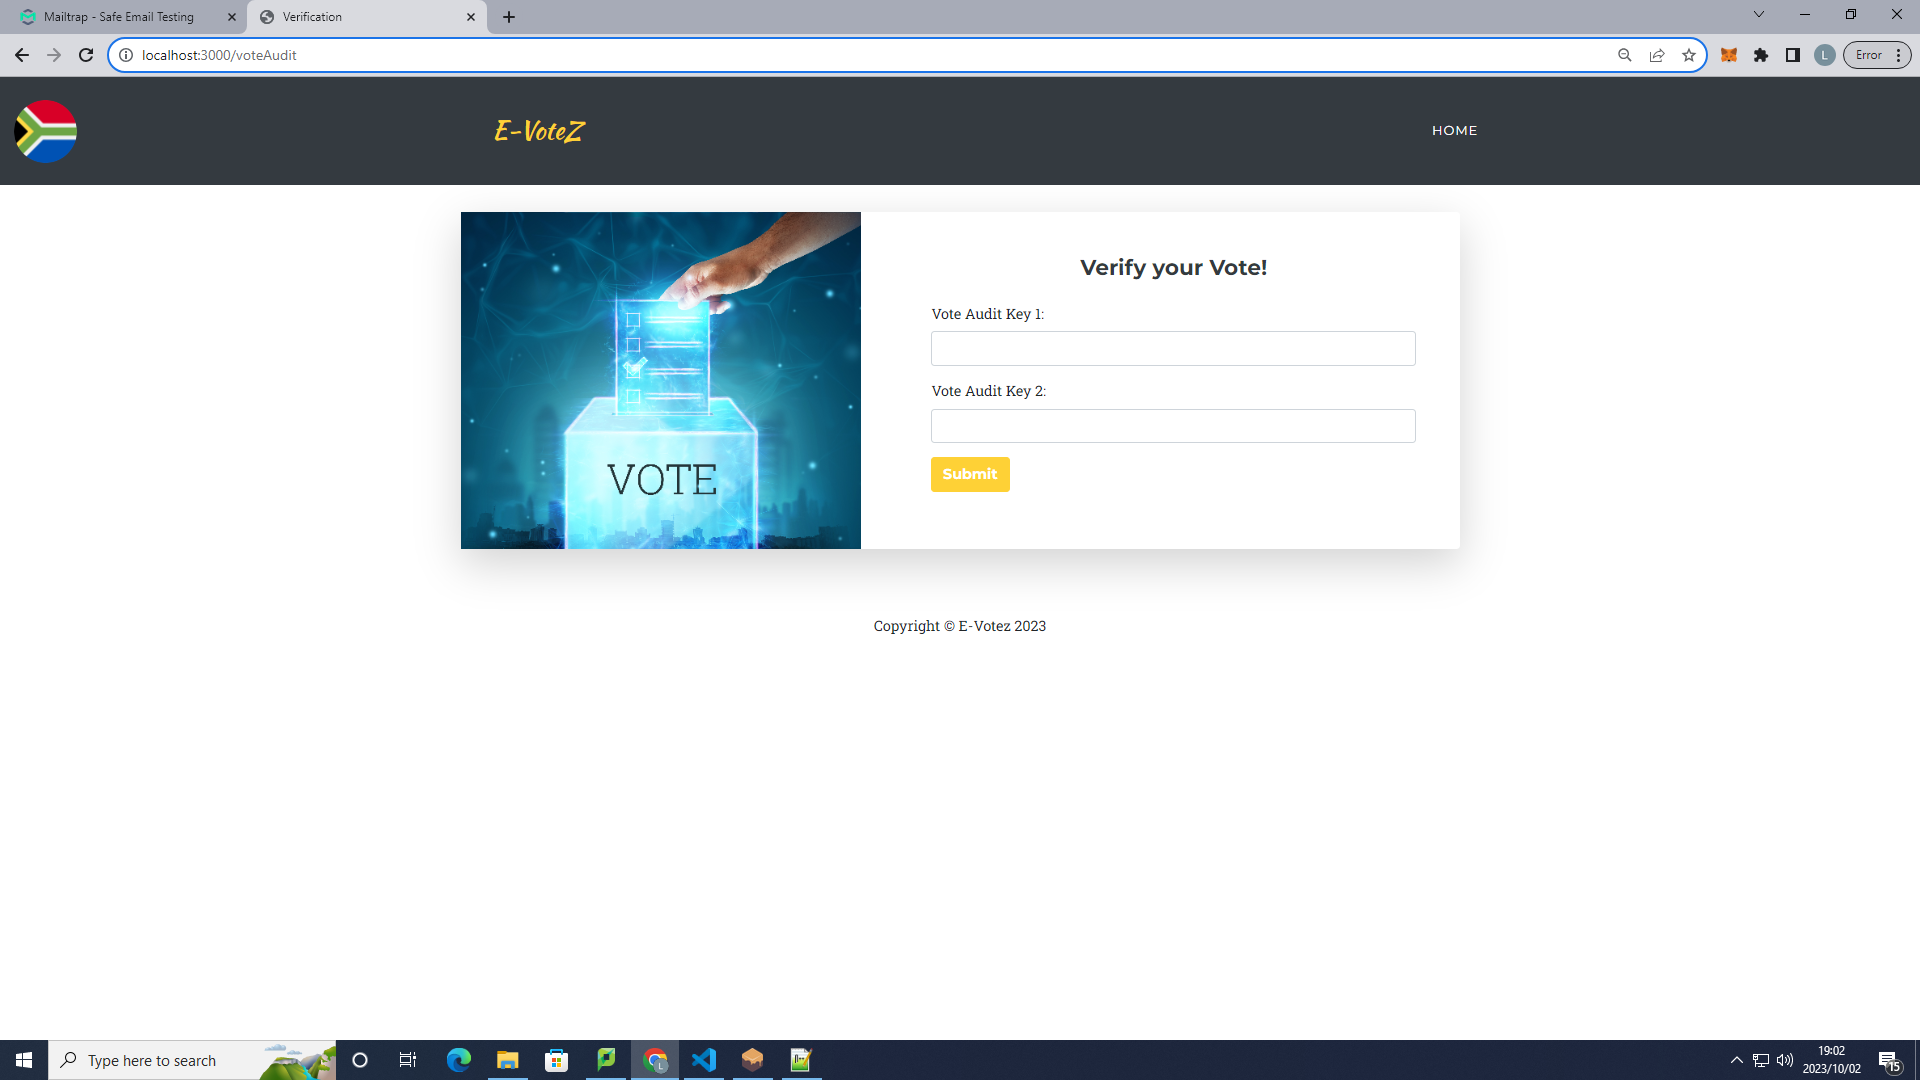 Mailtrap - Safe Email Testing
Verification
localhost:3000/voteAudit
L
Error
E-VoteZ
HOME
VOTE
Verify your Vote!
Vote Audit Key 1:
Vote Audit Key 2:
Submit
Copyright © E-Votez 2023
Type here to search
L
19:02
2023/10/02
15